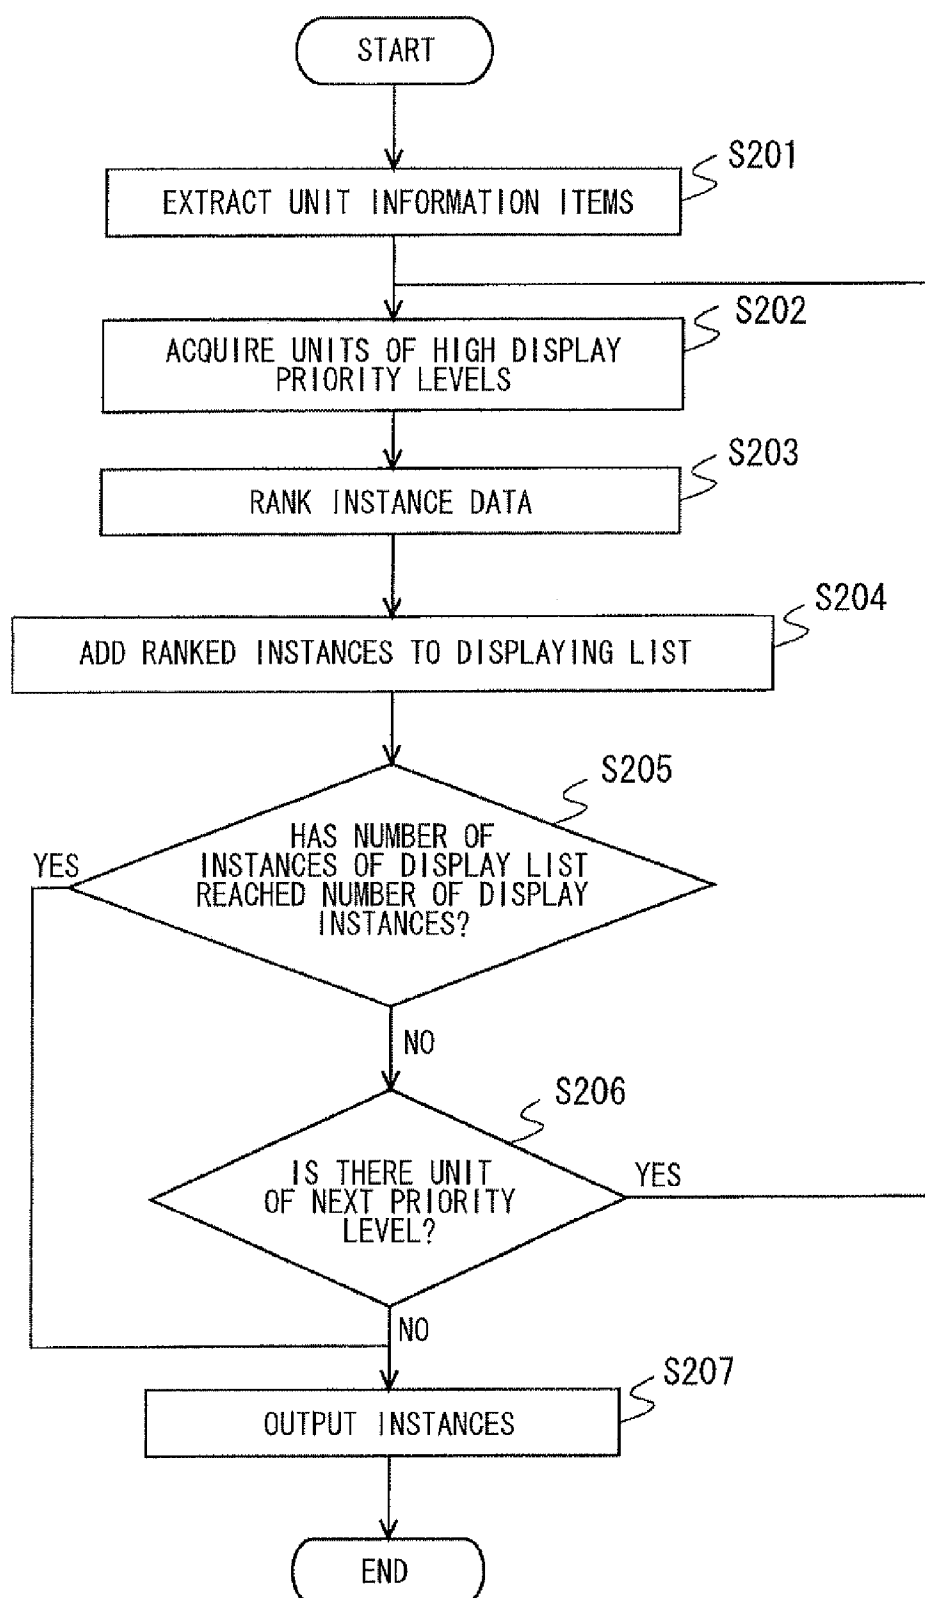 START
S201
EXTRACT UNIT INFORMATION ITEMS
S202
ACQUIRE UNITS OF HIGH DISPLAY
PRIORITY LEVELS
S203
RANK INSTANCE DATA
S204
ADD RANKED INSTANCES TO DISPLAYING LIST
S205
HAS NUMBER OF
INSTANCES OF DISPLAY LIST
REACHED NUMBER OF DISPLAY
INSTANCES?
YES
NO
S206
IS THERE UNIT
OF NEXT PRIORITY
LEVEL?
YES
NO
S207
OUTPUT INSTANCES
END